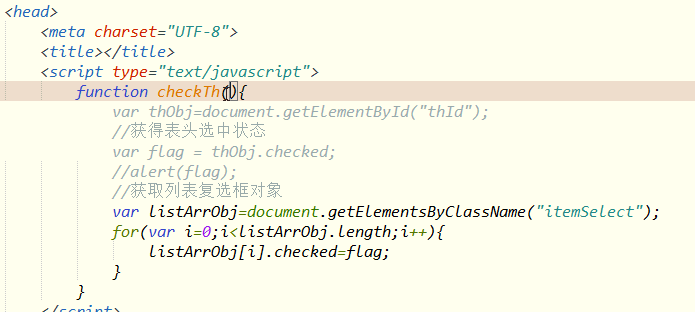 <head>
<meta charset="UTF-8">
<title></title>
<script type="text/javascript">
function checkTh(){
var thObj=document.getElementById("thId");
//获得表头选中状态
var flag = thObj.checked;
//alert(flag);
//获取列表复选框对象
var listArrObj=document.getElementsByClassName("itemSelect");
for(var i=0;i<listArrObj.length;i++){
listArrObj[i].checked=flag;
}
}
</script>